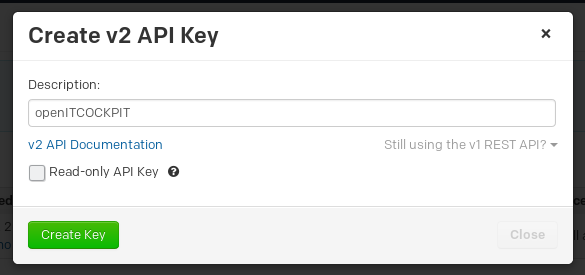 Create v2 API Key
×
Description:
openITCOCKPIT
v2 API Documentation
Still using the v1 REST API?
Read-only API Key ?
Create Key
Close